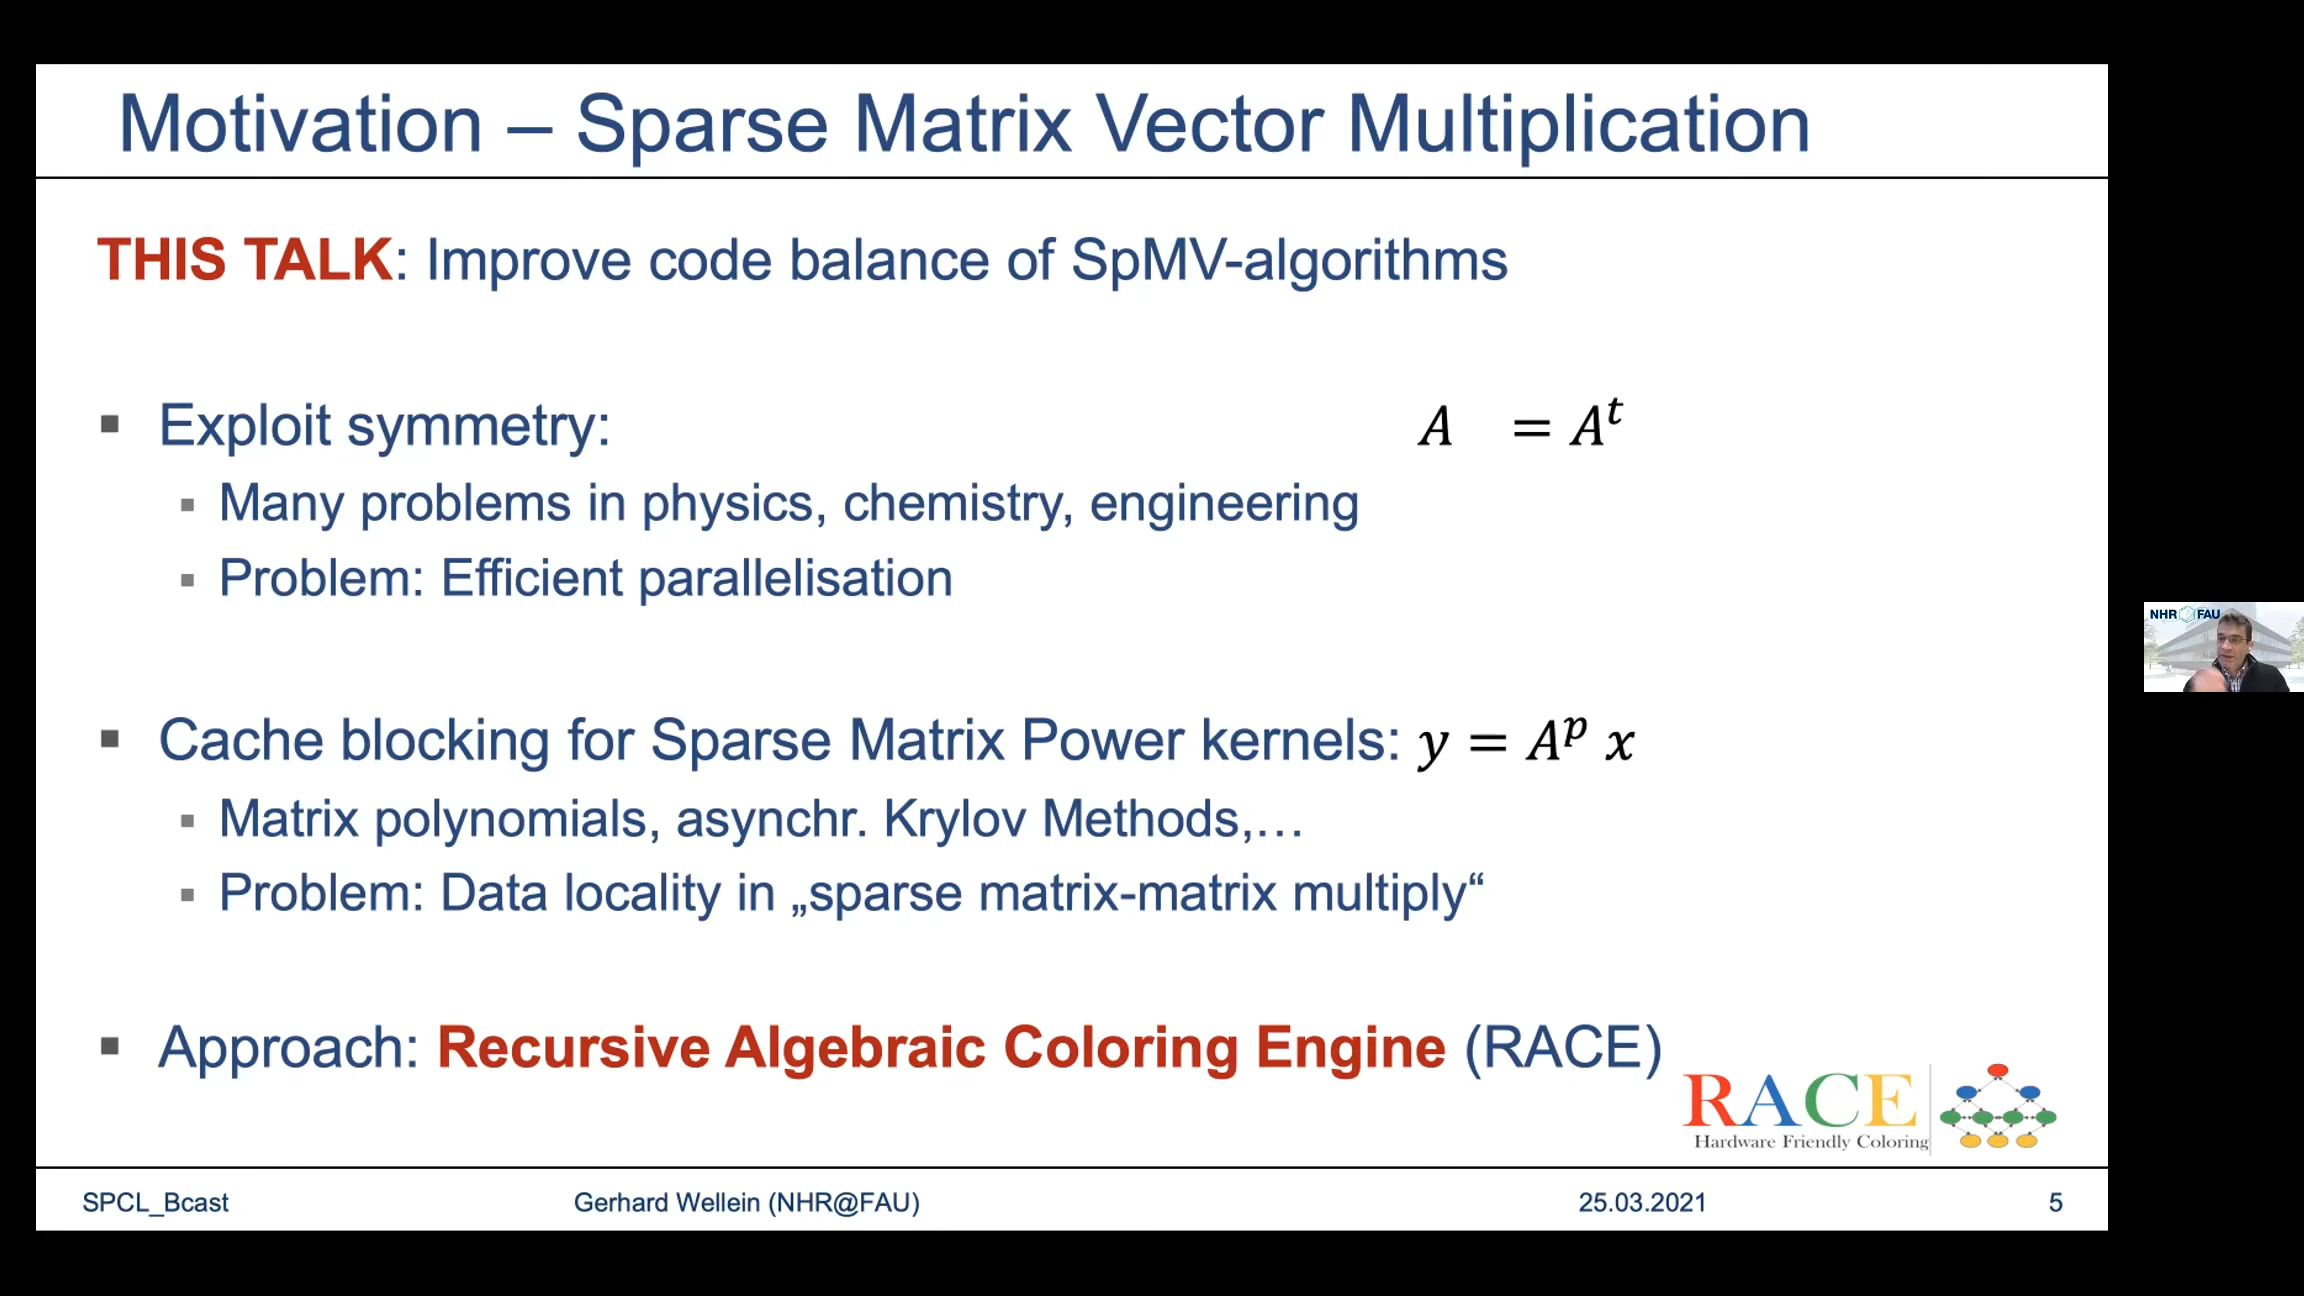 Motivation – Sparse Matrix Vector Multiplication
THIS TALK: Improve code balance of SpMV-algorithms
▪ Exploit symmetry: A = Aᵗ
▪ Many problems in physics, chemistry, engineering
▪ Problem: Efficient parallelisation
▪ Cache blocking for Sparse Matrix Power kernels: y = Aᵖ x
▪ Matrix polynomials, asynchr. Krylov Methods,…
▪ Problem: Data locality in „sparse matrix-matrix multiply“
▪ Approach: Recursive Algebraic Coloring Engine (RACE)
RACE
Hardware Friendly Coloring
SPCL_Bcast Gerhard Wellein (NHR@FAU) 25.03.2021 5
NHR FAU